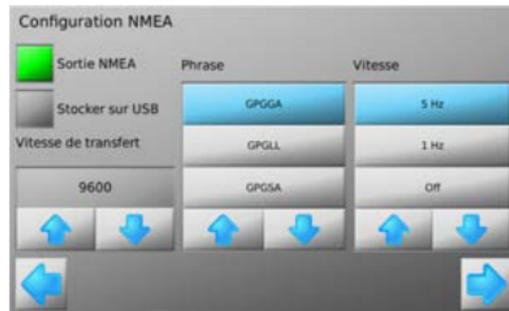 Configuration NMEA
Sortie NMEA
Stocker sur USB
Vitesse de transfert
9600
Phrase
GPGGA
GPGLL
GPGSA
Vitesse
5 Hz
1 Hz
Off